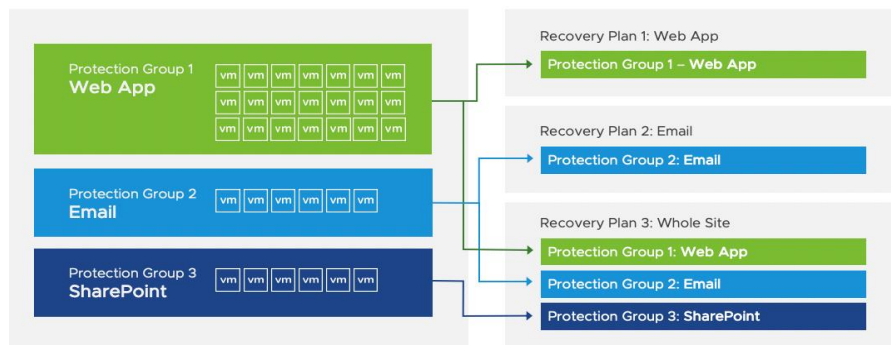 Protection Group 1
Web App
vm vm vm vm vm vm vm
vm vm vm vm vm vm vm
vm vm vm vm vm vm vm
Protection Group 2
Email
vm vm vm vm vm vm
Protection Group 3
SharePoint
vm vm vm vm vm vm
Recovery Plan 1: Web App
Protection Group 1 – Web App
Recovery Plan 2: Email
Protection Group 2: Email
Recovery Plan 3: Whole Site
Protection Group 1: Web App
Protection Group 2: Email
Protection Group 3: SharePoint